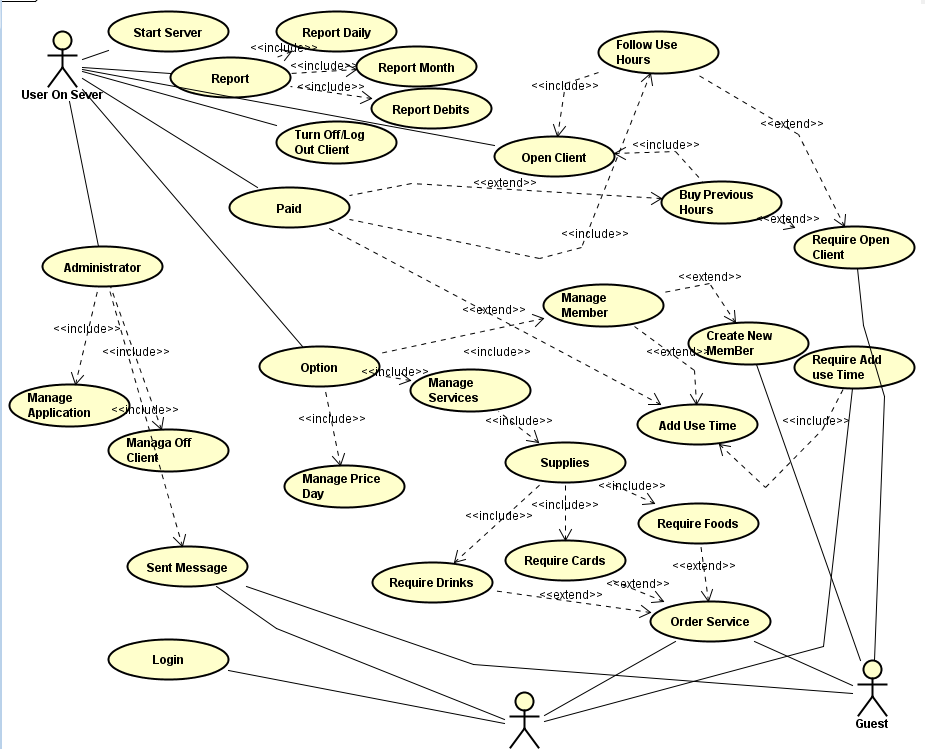 Start Server
Report Daily
<<include>>
Follow Use
Hours
User On Sever
Report
<<include>>
Report Month
<<include>>
Report Debits
<<include>>
Turn Off/Log
Out Client
<<extend>>
Open Client
<<include>>
Paid
<<extend>>
Buy Previous
Hours
<<extend>>
<<include>>
Require Open
Client
Administrator
<<extend>>
Manage
Member
<<extend>>
<<include>>
<<include>>
<<include>>
<<extend>>
Create New
MemBer
Require Add
use Time
Option
<<include>>
Manage
Services
Manage
Application
<<include>>
<<include>>
<<include>>
Add Use Time
<<include>>
Managa Off
Client
Supplies
Manage Price
Day
<<include>>
<<include>>
<<include>>
Require Foods
Sent Message
Require Drinks
Require Cards
<<extend>>
<<extend>>
<<extend>>
Order Service
Login
Guest